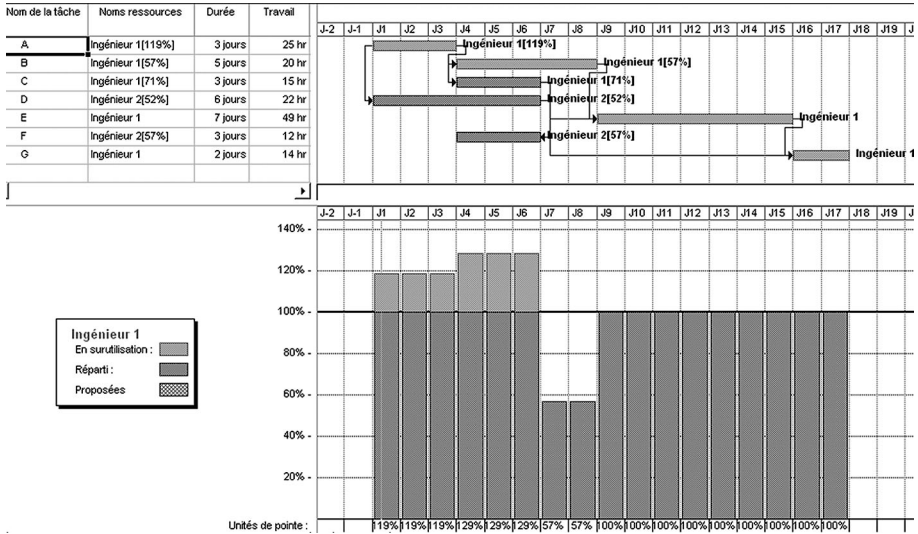 Nom de la tâche Noms ressources Durée Travail
A Ingénieur 1[119%] 3 jours 25 hr
B Ingénieur 1[57%] 5 jours 20 hr
C Ingénieur 1[71%] 3 jours 15 hr
D Ingénieur 2[52%] 6 jours 22 hr
E Ingénieur 1 7 jours 49 hr
F Ingénieur 2[57%] 3 jours 12 hr
G Ingénieur 1 2 jours 14 hr
J-2 J-1 J1 J2 J3 J4 J5 J6 J7 J8 J9 J10 J11 J12 J13 J14 J15 J16 J17 J18 J19
Ingénieur 1[119%]
Ingénieur 1[57%]
Ingénieur 1[71%]
Ingénieur 2[52%]
Ingénieur 1
Ingénieur 2[57%]
Ingénieur 1
J-2 J-1 J1 J2 J3 J4 J5 J6 J7 J8 J9 J10 J11 J12 J13 J14 J15 J16 J17 J18 J19
140% -
120% -
100% -
80% -
60% -
40% -
20% -
Ingénieur 1
En surutilisation :
Réparti :
Proposées
Unités de pointe : 119% 119% 119% 129% 129% 129% 57% 57% 100% 100% 100% 100% 100% 100% 100% 100% 100%